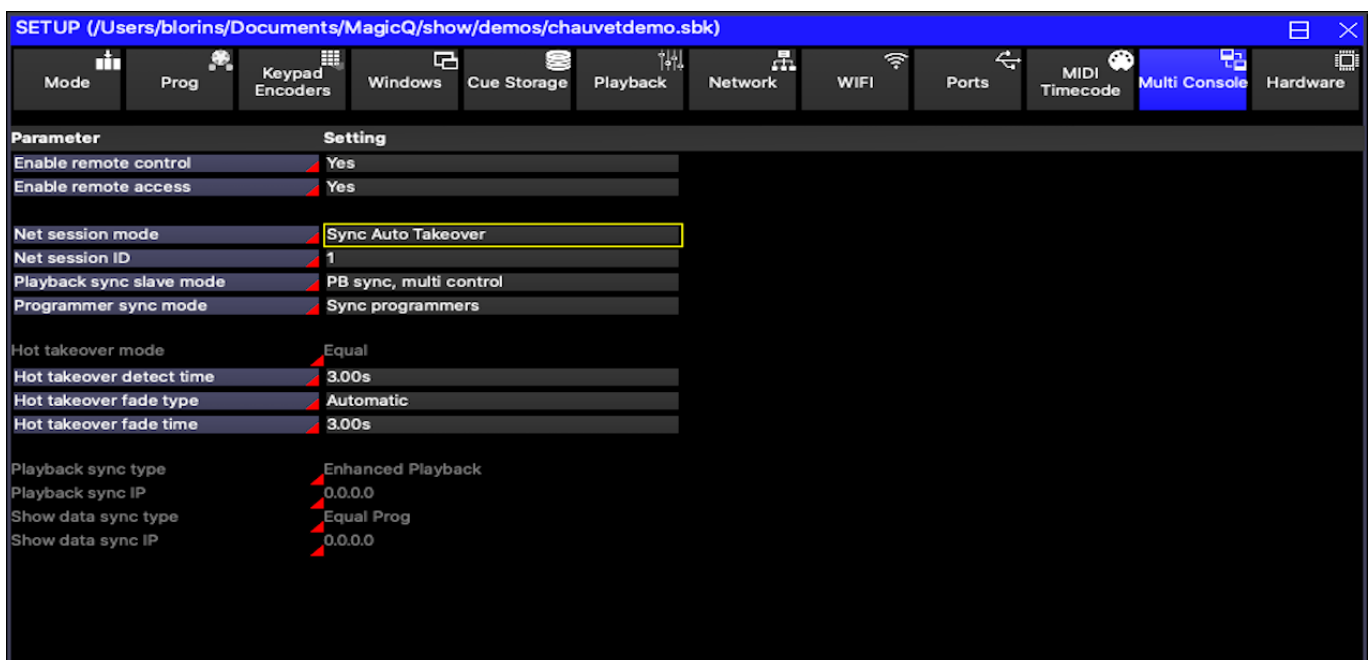 SETUP (/Users/blorins/Documents/MagicQ/show/demos/chauvetdemo.sbk)
Mode Prog Keypad Encoders Windows Cue Storage Playback Network WIFI Ports MIDI Timecode Multi Console Hardware
Parameter Setting
Enable remote control Yes
Enable remote access Yes
Net session mode Sync Auto Takeover
Net session ID 1
Playback sync slave mode PB sync, multi control
Programmer sync mode Sync programmers
Hot takeover mode Equal
Hot takeover detect time 3.00s
Hot takeover fade type Automatic
Hot takeover fade time 3.00s
Playback sync type Enhanced Playback
Playback sync IP 0.0.0.0
Show data sync type Equal Prog
Show data sync IP 0.0.0.0